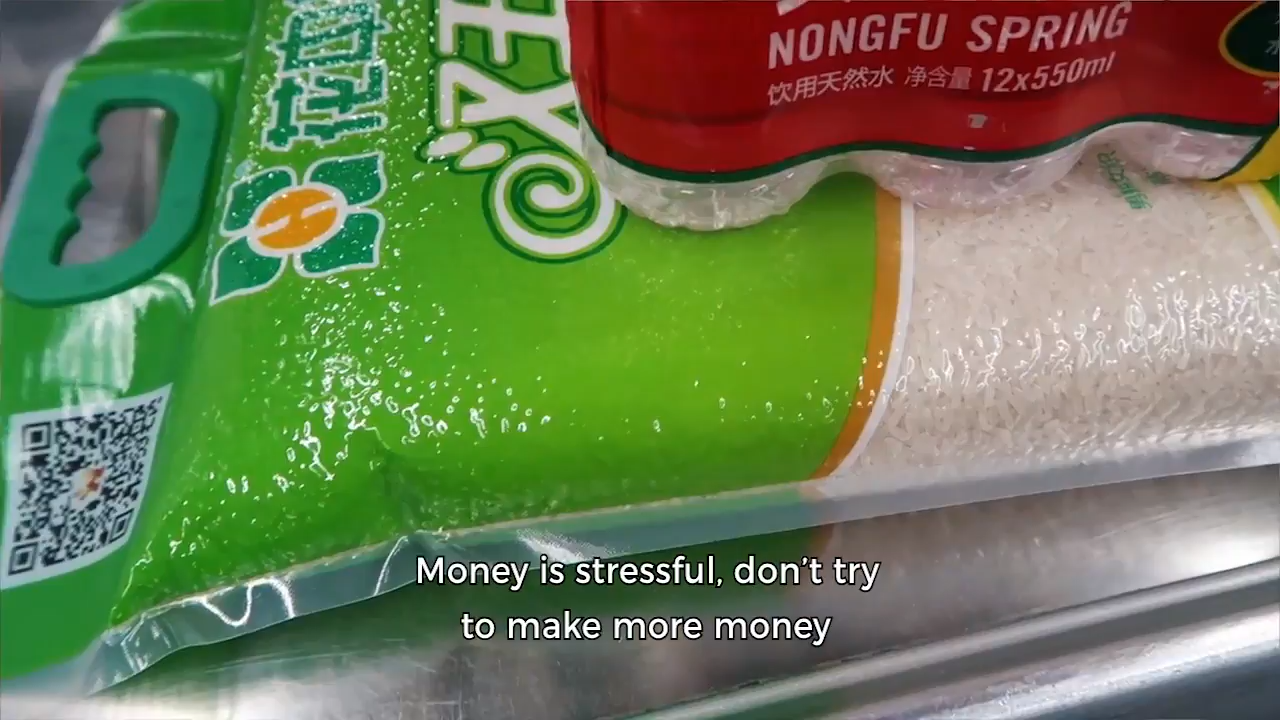 NONGFU SPRING
饮用天然水 净含量 12x550ml
Money is stressful, don’t try
to make more money